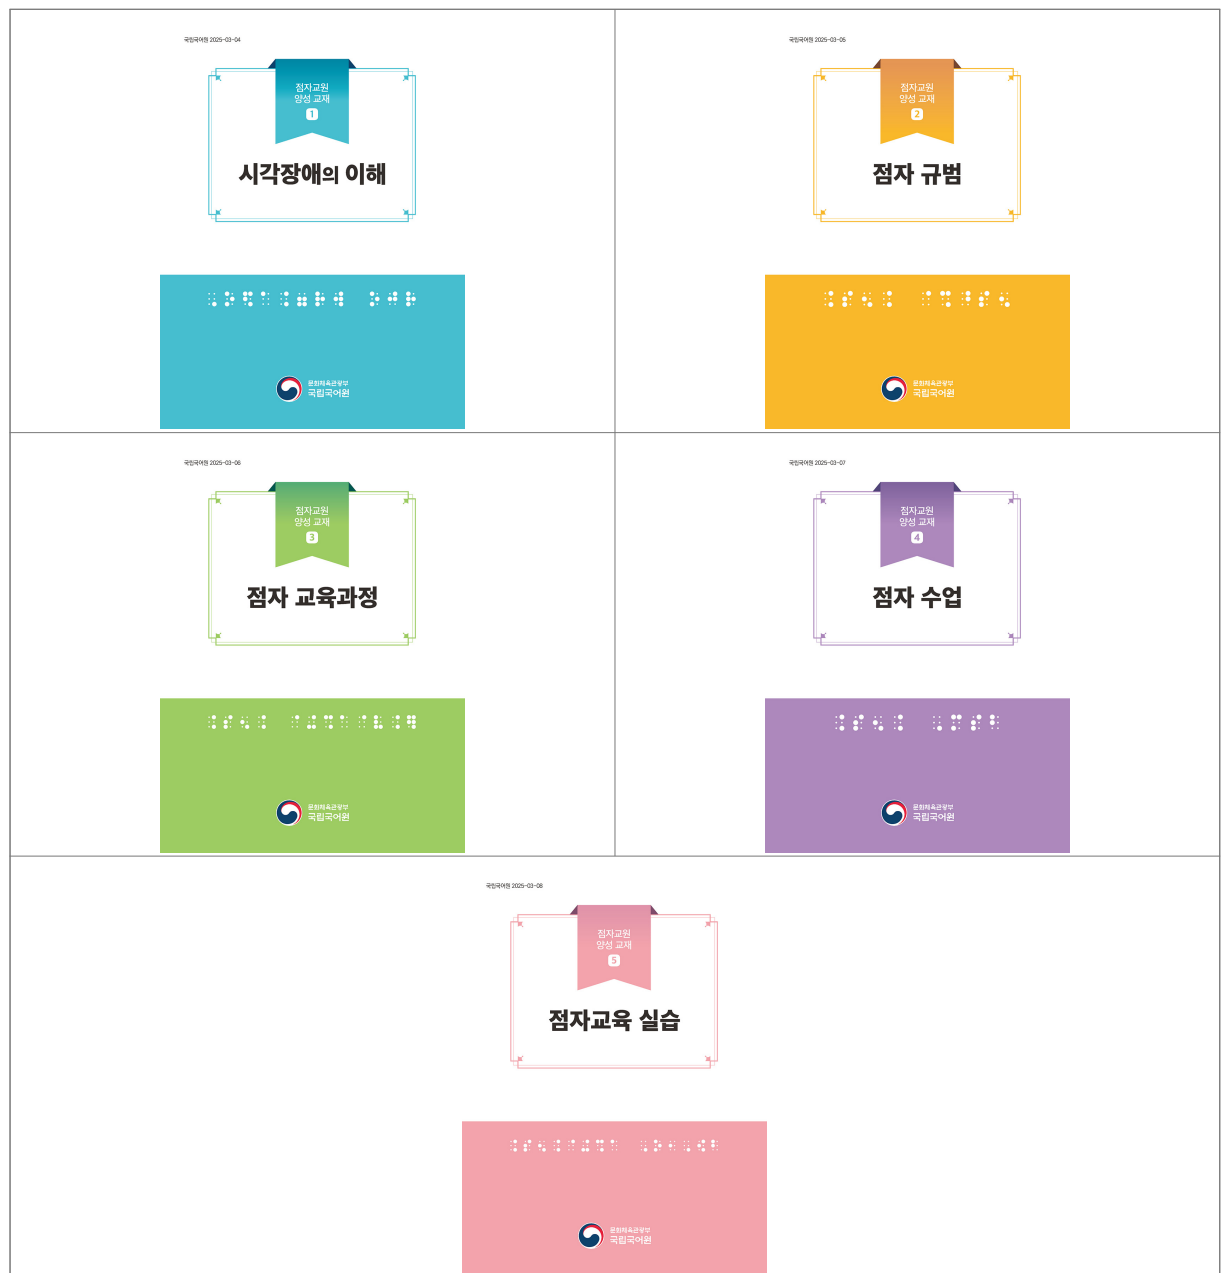 국립국어원 2025-03-04
점자교원
양성 교재
1
시각장애의 이해
문화체육관광부
국립국어원
국립국어원 2025-03-05
점자교원
양성 교재
2
점자 규범
문화체육관광부
국립국어원
국립국어원 2025-03-06
점자교원
양성 교재
3
점자 교육과정
문화체육관광부
국립국어원
국립국어원 2025-03-07
점자교원
양성 교재
4
점자 수업
문화체육관광부
국립국어원
국립국어원 2025-03-08
점자교원
양성 교재
5
점자교육 실습
문화체육관광부
국립국어원